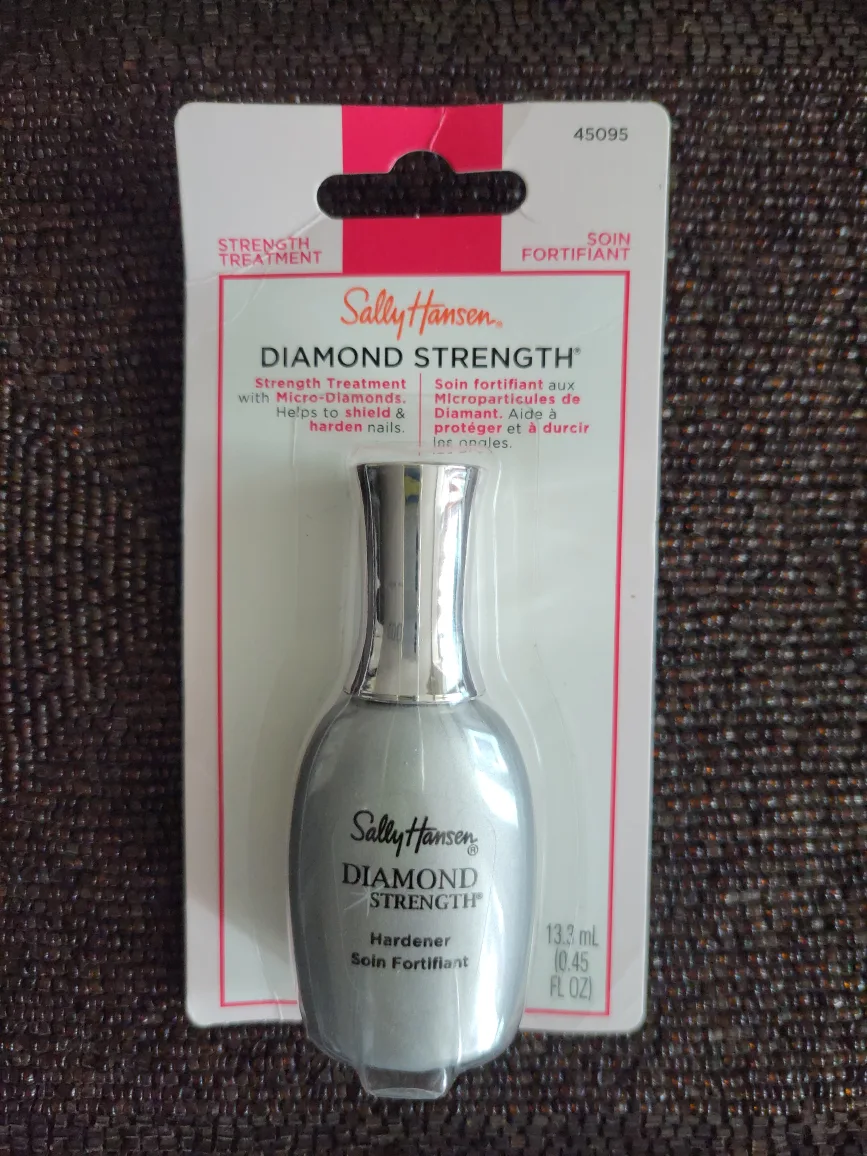 45095
STRENGTH
TREATMENT
SOIN
FORTIFIANT
Sally Hansen®
DIAMOND STRENGTH®
Strength Treatment
with Micro-Diamonds.
Helps to shield &
harden nails.
Soin fortifiant aux
Microparticules de
Diamant. Aide à
protéger et à durcir
les ongles.
Sally Hansen®
DIAMOND
STRENGTH®
Hardener
Soin Fortifiant
13.3 mL
(0.45
FL OZ)